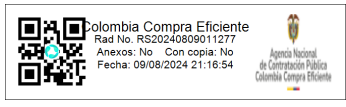 Colombia Compra Eficiente
Rad No. RS20240809011277
Anexos: No Con copia: No
Fecha: 09/08/2024 21:16:54
Agencia Nacional
de Contratación Pública
Colombia Compra Eficiente